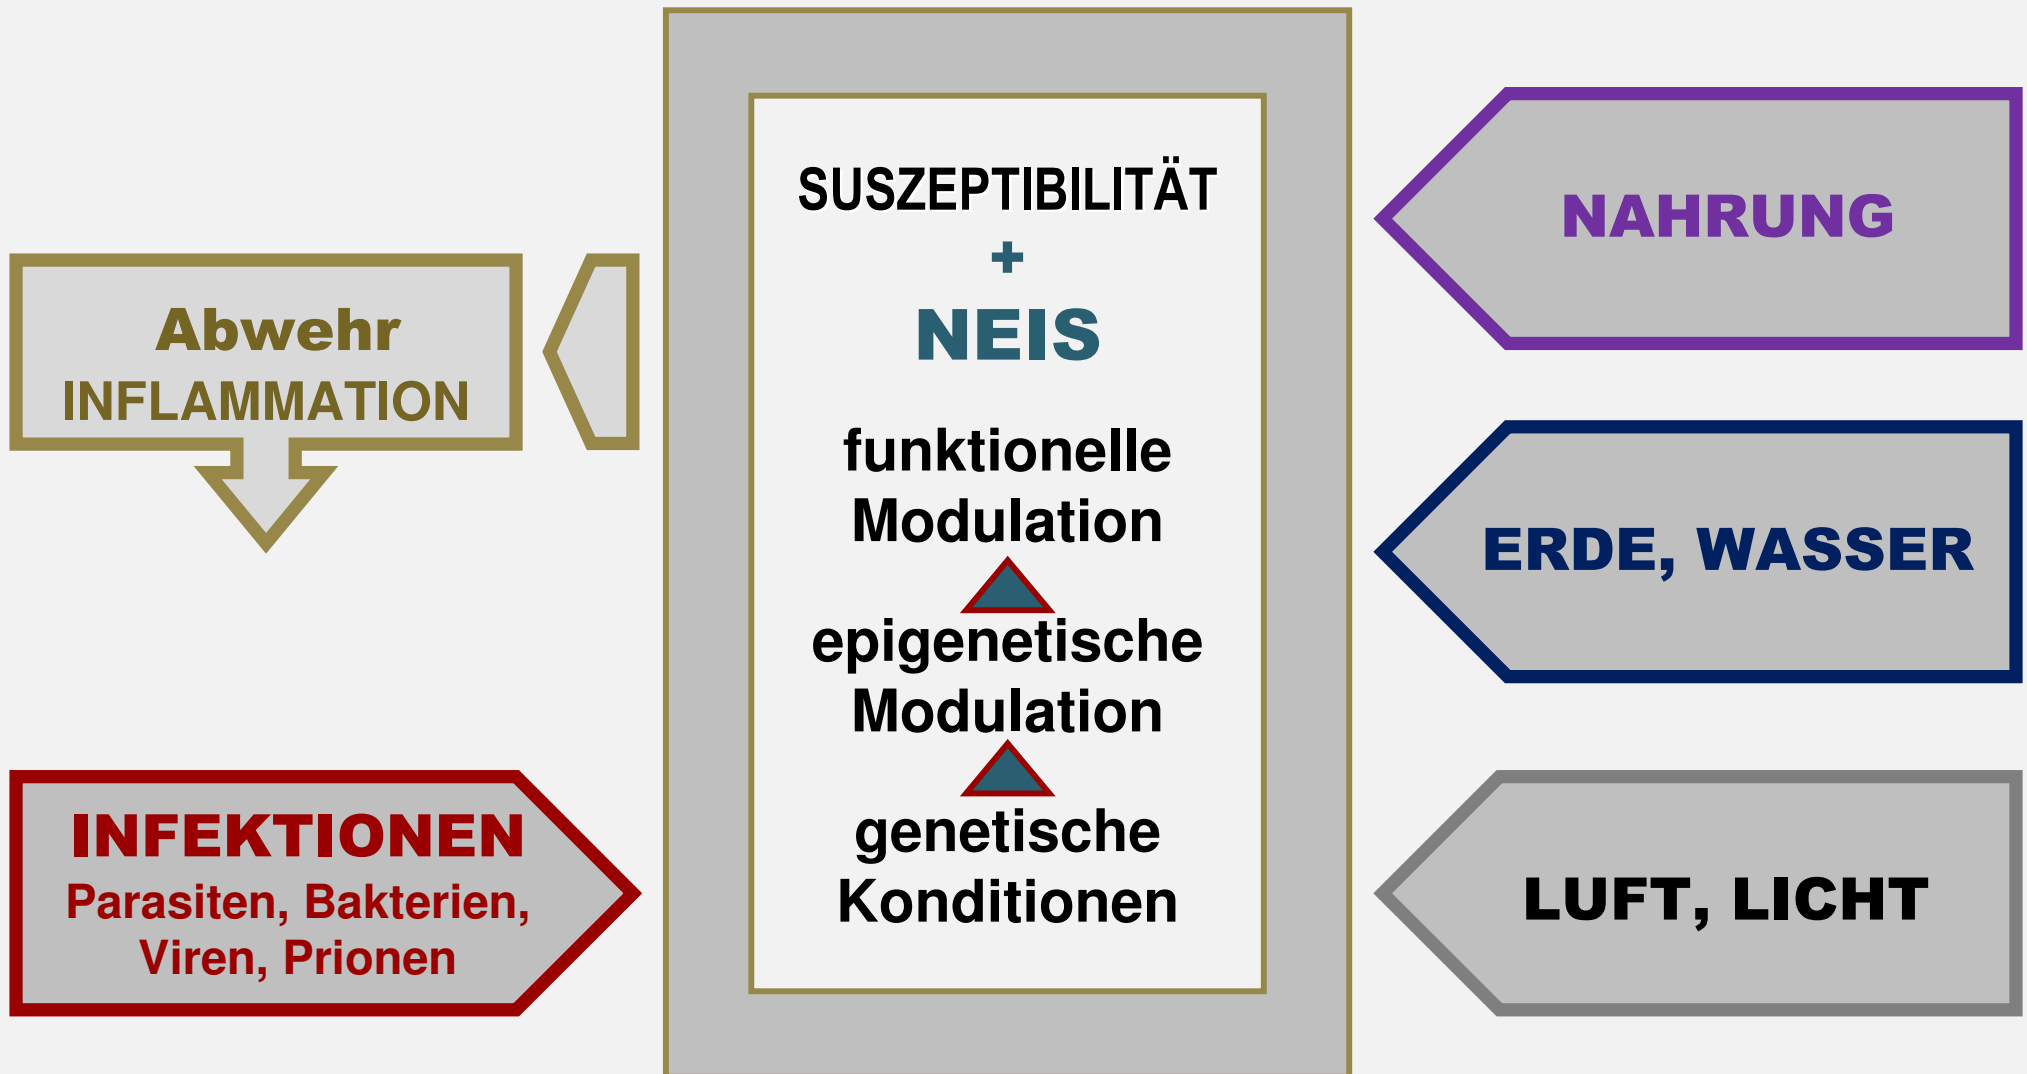 Abwehr
INFLAMMATION
INFEKTIONEN
Parasiten, Bakterien,
Viren, Prionen
SUSZEPTIBILITÄT
+
NEIS
funktionelle
Modulation
epigenetische
Modulation
genetische
Konditionen
NAHRUNG
ERDE, WASSER
LUFT, LICHT